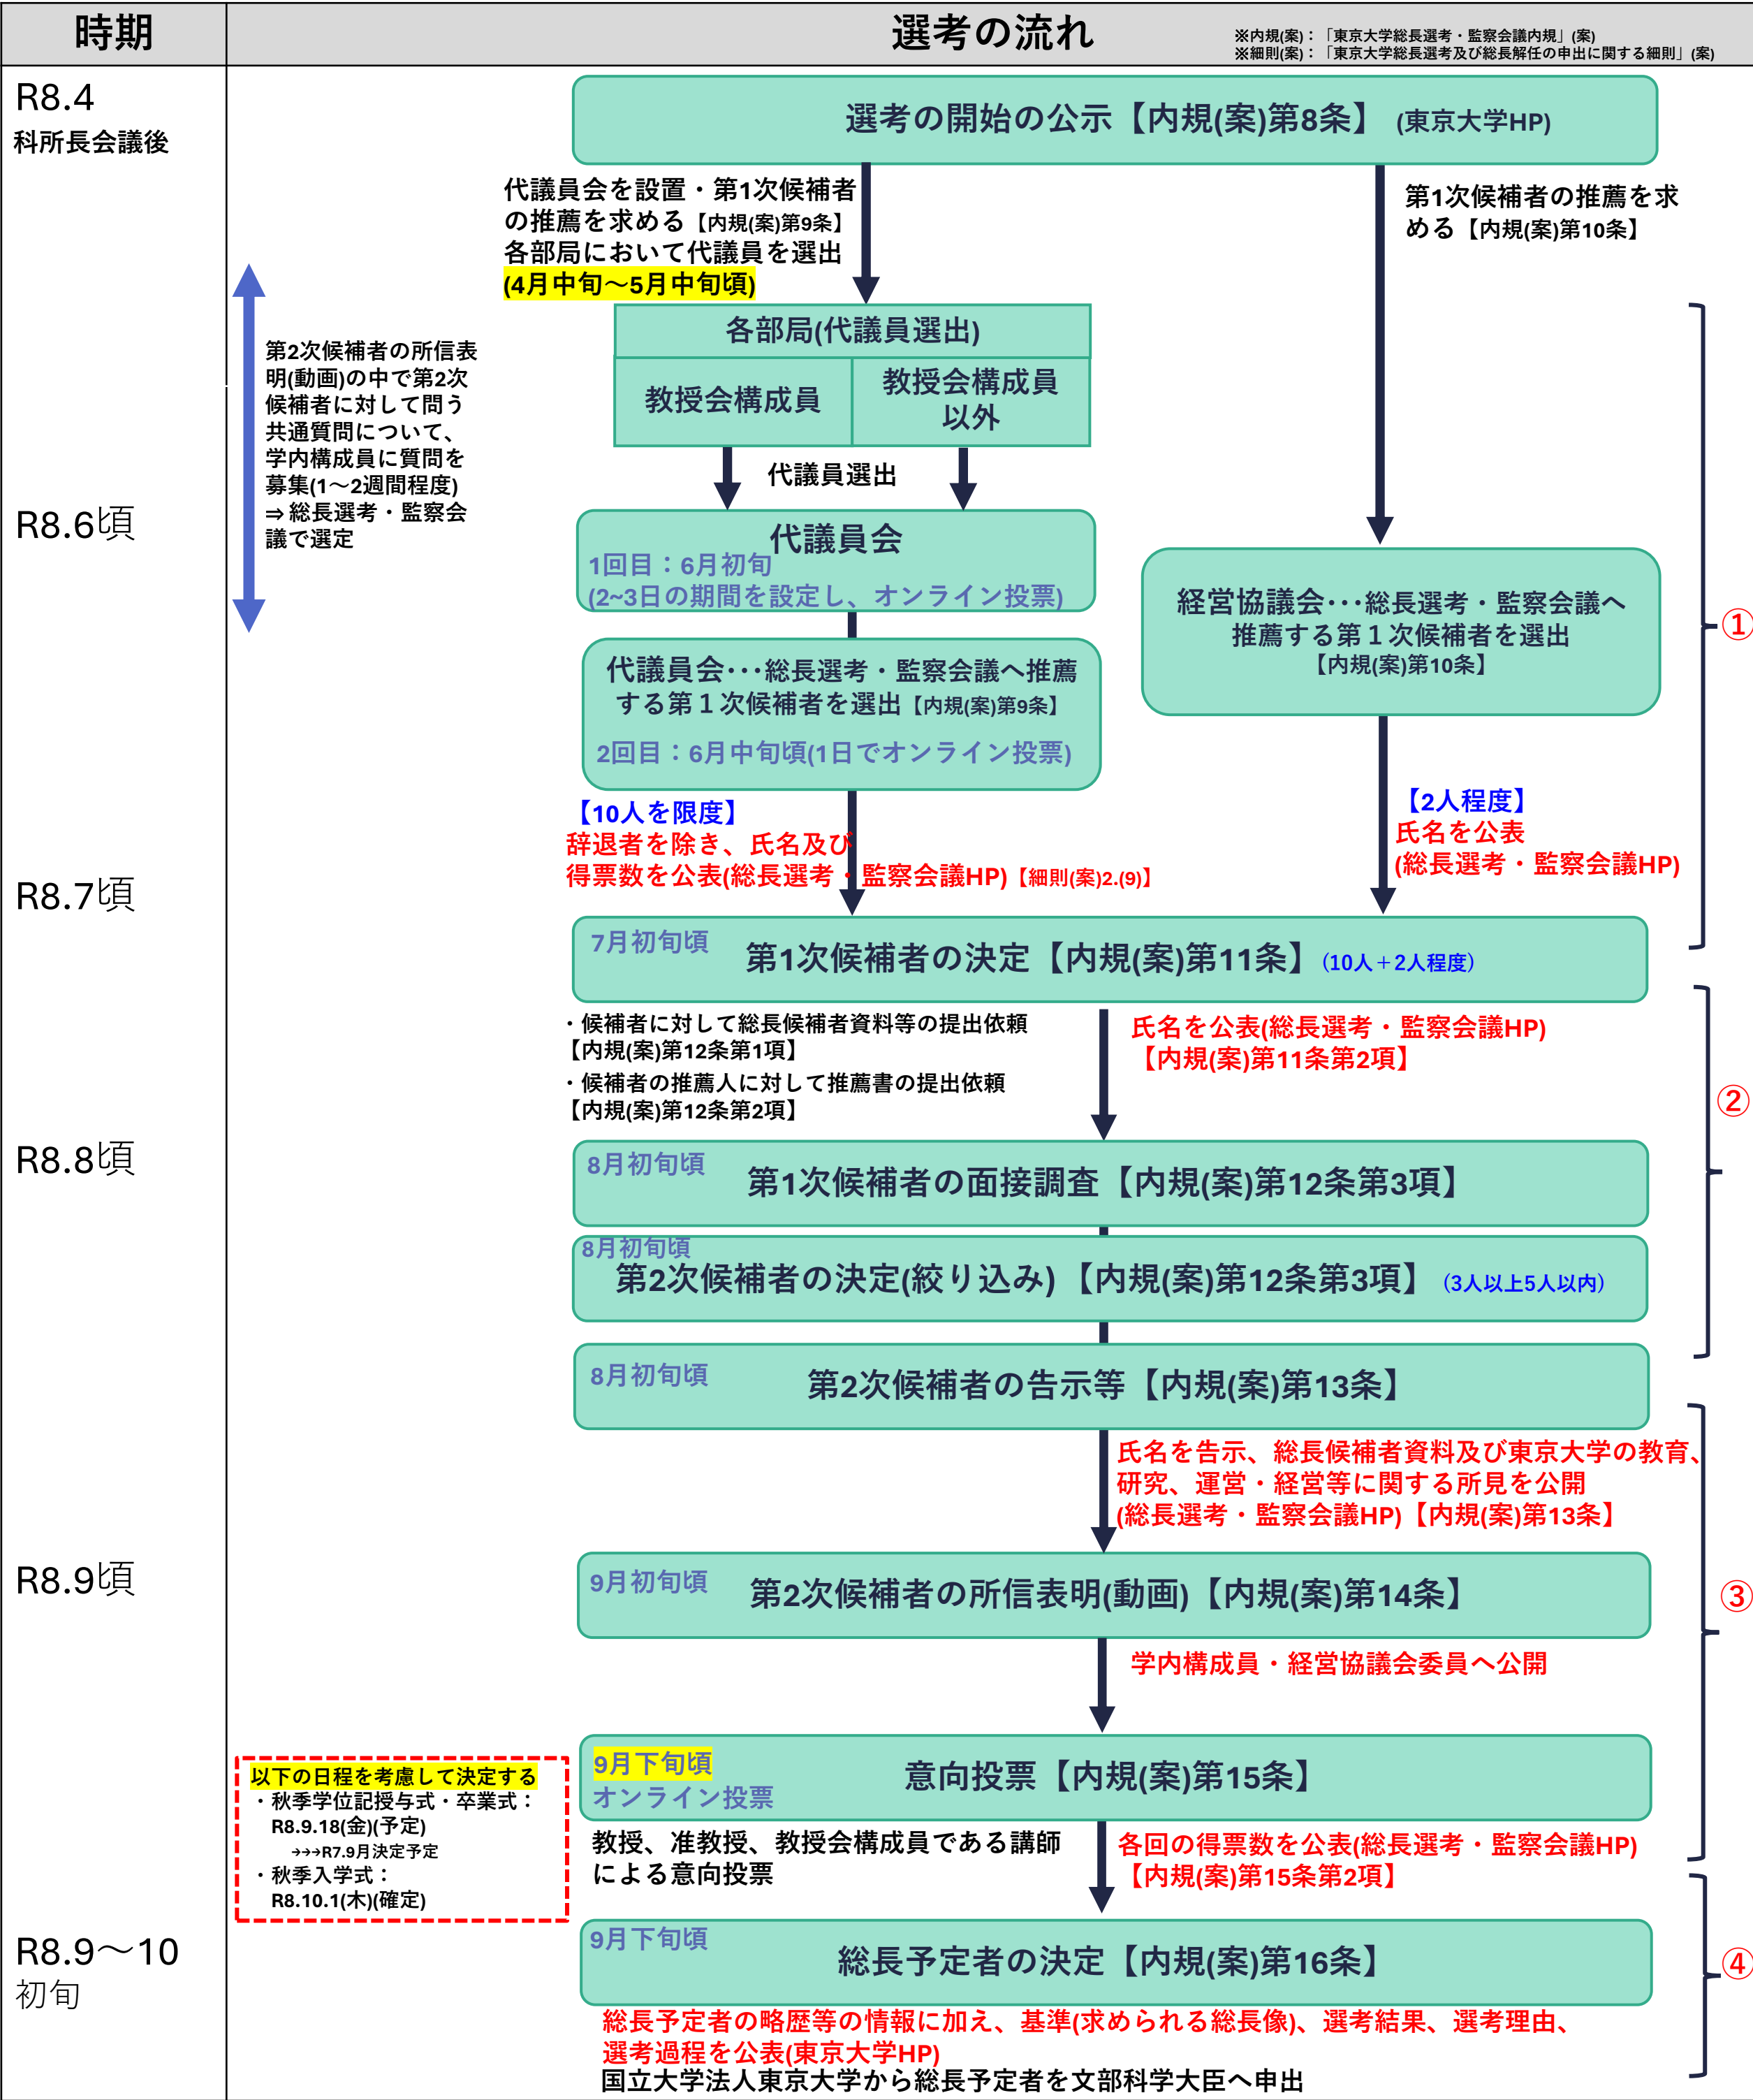 時期
選考の流れ
※内規(案)：「東京大学総長選考・監察会議内規」(案)
※細則(案)：「東京大学総長選考及び総長解任の申出に関する細則」(案)
R8.4
科所長会議後
選考の開始の公示【内規(案)第8条】 (東京大学HP)
代議員会を設置・第1次候補者
の推薦を求める【内規(案)第9条】
各部局において代議員を選出
(4月中旬～5月中旬頃)
第1次候補者の推薦を求
める【内規(案)第10条】
第2次候補者の所信表
明(動画)の中で第2次
候補者に対して問う
共通質問について、
学内構成員に質問を
募集(1～2週間程度)
⇒総長選考・監察会
議で選定
各部局(代議員選出)
教授会構成員
教授会構成員
以外
代議員選出
R8.6頃
代議員会
1回目：6月初旬
(2~3日の期間を設定し、オンライン投票)
経営協議会･･･総長選考・監察会議へ
推薦する第１次候補者を選出
【内規(案)第10条】
①
代議員会･･･総長選考・監察会議へ推薦
する第１次候補者を選出【内規(案)第9条】
2回目：6月中旬頃(1日でオンライン投票)
【10人を限度】
辞退者を除き、氏名及び
得票数を公表(総長選考・監察会議HP)【細則(案)2.(9)】
【2人程度】
氏名を公表
(総長選考・監察会議HP)
R8.7頃
7月初旬頃
第1次候補者の決定【内規(案)第11条】（10人＋2人程度）
・候補者に対して総長候補者資料等の提出依頼
【内規(案)第12条第1項】
・候補者の推薦人に対して推薦書の提出依頼
【内規(案)第12条第2項】
氏名を公表(総長選考・監察会議HP)
【内規(案)第11条第2項】
②
R8.8頃
8月初旬頃
第1次候補者の面接調査【内規(案)第12条第3項】
8月初旬頃
第2次候補者の決定(絞り込み)【内規(案)第12条第3項】（3人以上5人以内）
8月初旬頃
第2次候補者の告示等【内規(案)第13条】
氏名を告示、総長候補者資料及び東京大学の教育、
研究、運営・経営等に関する所見を公開
(総長選考・監察会議HP)【内規(案)第13条】
R8.9頃
9月初旬頃
第2次候補者の所信表明(動画)【内規(案)第14条】
③
学内構成員・経営協議会委員へ公開
以下の日程を考慮して決定する
・秋季学位記授与式・卒業式：
R8.9.18(金)(予定)
→→→R7.9月決定予定
・秋季入学式：
R8.10.1(木)(確定)
9月下旬頃
オンライン投票
意向投票【内規(案)第15条】
教授、准教授、教授会構成員である講師
による意向投票
各回の得票数を公表(総長選考・監察会議HP)
【内規(案)第15条第2項】
R8.9～10
初旬
9月下旬頃
総長予定者の決定【内規(案)第16条】
④
総長予定者の略歴等の情報に加え、基準(求められる総長像)、選考結果、選考理由、
選考過程を公表(東京大学HP)
国立大学法人東京大学から総長予定者を文部科学大臣へ申出